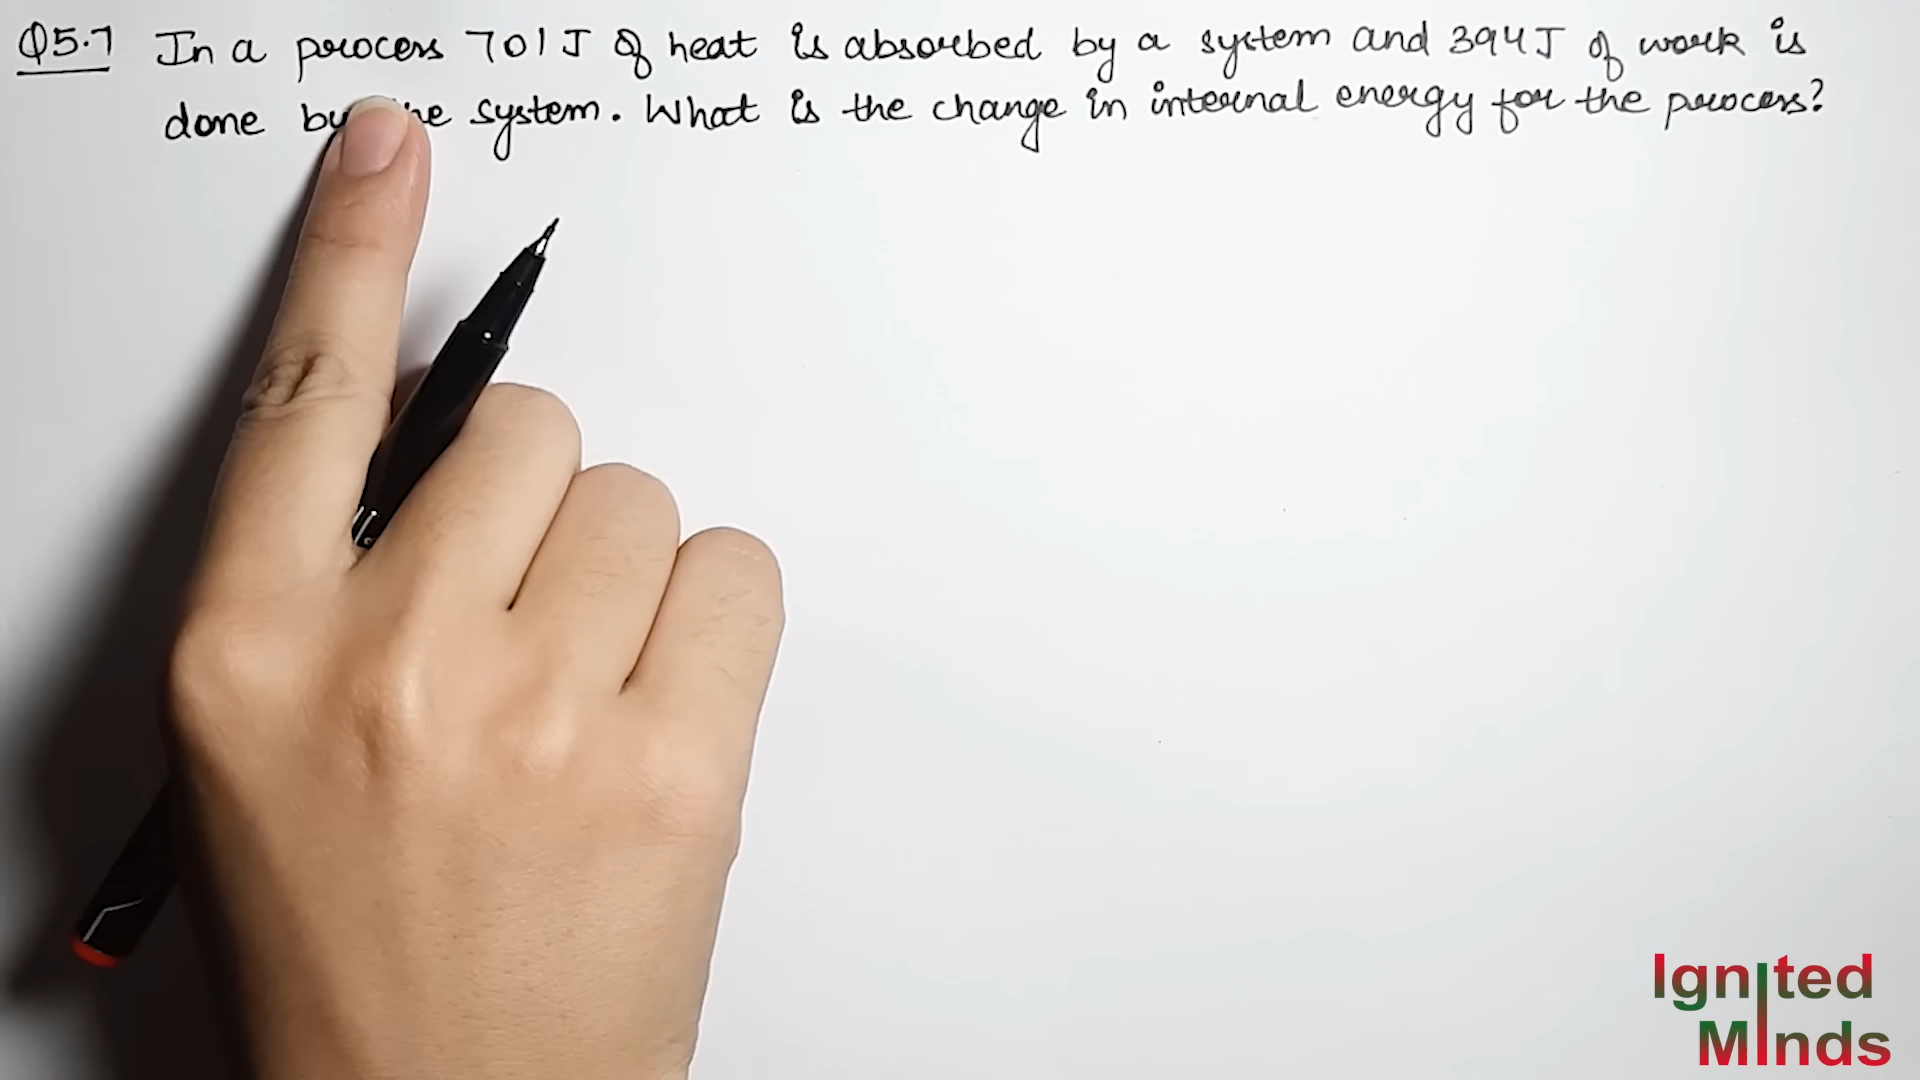 Q5.7 In a process 701 J of heat is absorbed by a system and 394 J of work is
done by system. What is the change in internal energy for the process?
Ignited
Minds